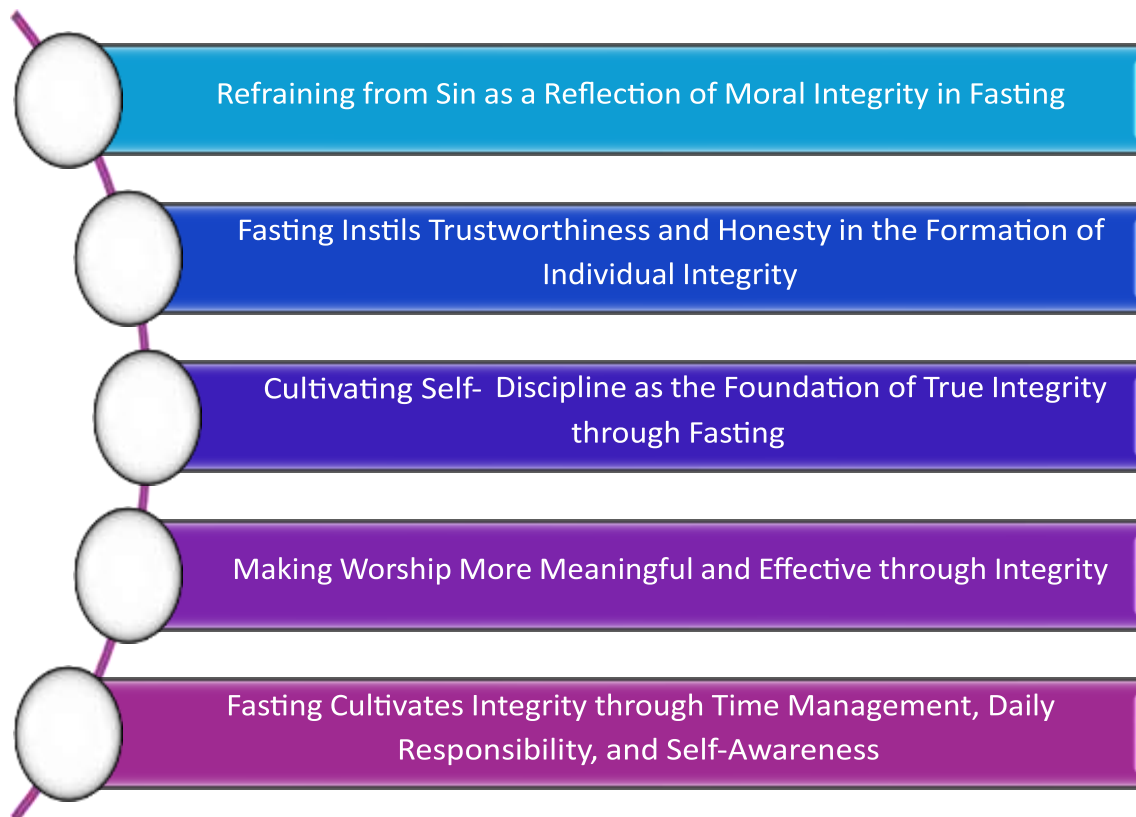 Refraining from Sin as a Reflection of Moral Integrity in Fasting
Fasting Instils Trustworthiness and Honesty in the Formation of
Individual Integrity
Cultivating Self- Discipline as the Foundation of True Integrity
through Fasting
Making Worship More Meaningful and Effective through Integrity
Fasting Cultivates Integrity through Time Management, Daily
Responsibility, and Self-Awareness